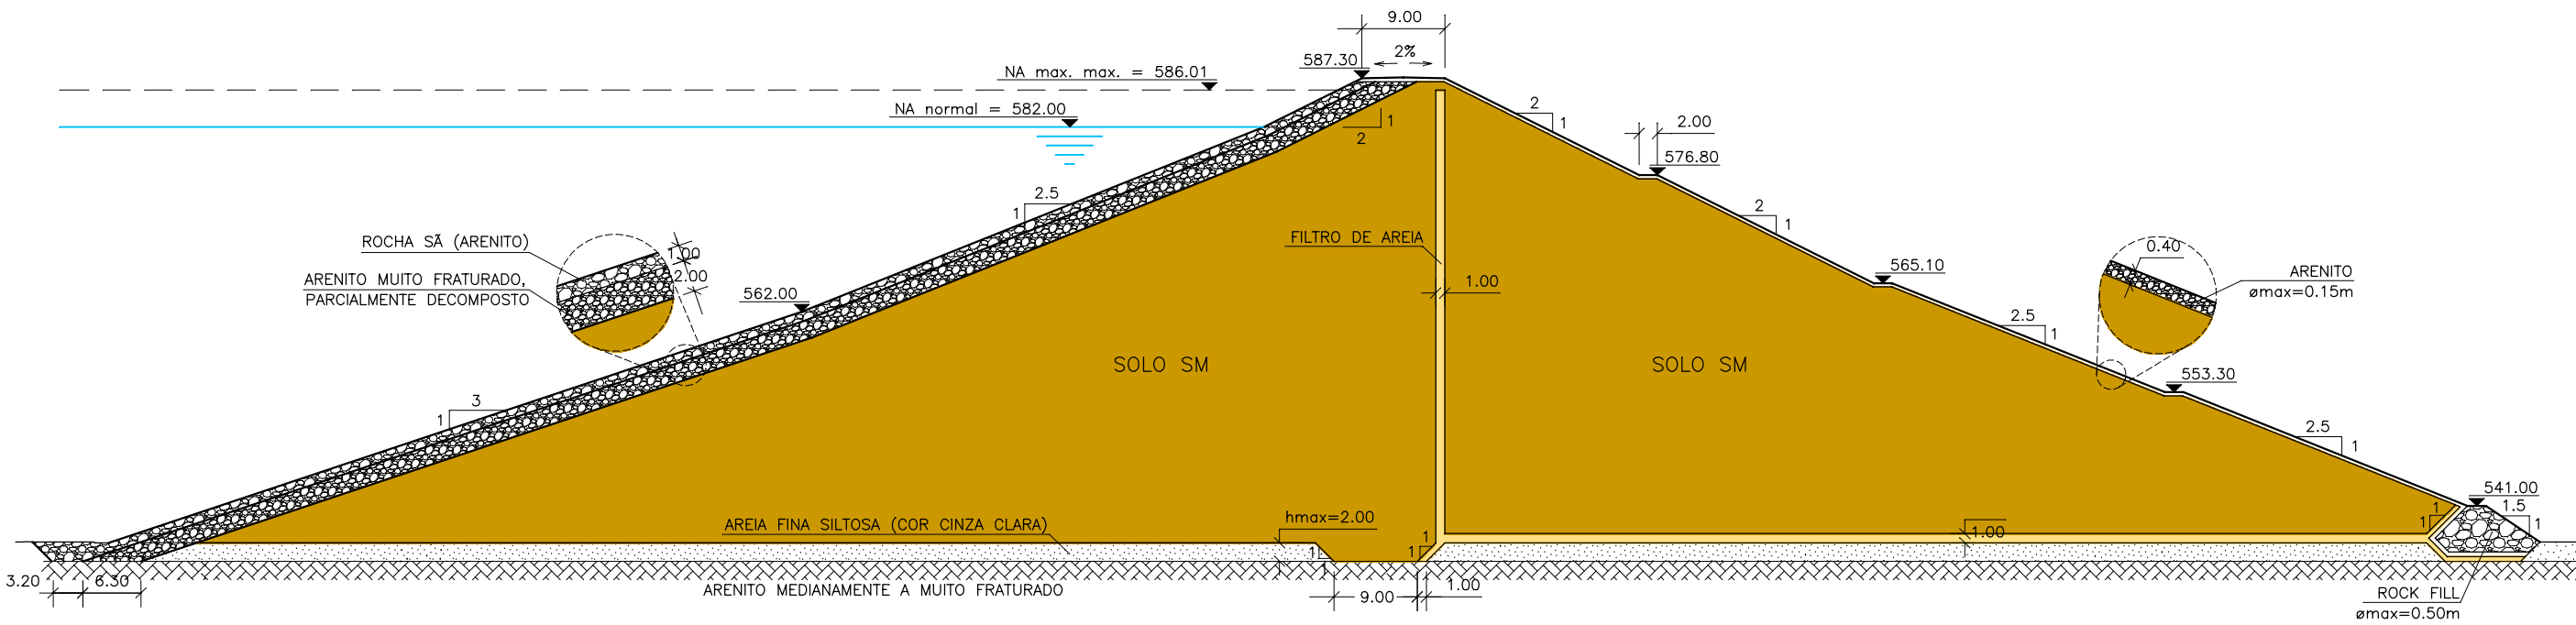 9.00
2%
587.30
NA max. max. = 586.01
NA normal = 582.00
2
1
1
2
2.00
576.80
2.5
1
2
1
ROCHA SÃ (ARENITO)
1.00
ARENITO MUITO FRATURADO,
PARCIALMENTE DECOMPOSTO
2.00
562.00
FILTRO DE AREIA
1.00
565.10
0.40
ARENITO
ømax=0.15m
2.5
1
SOLO SM
SOLO SM
553.30
3
1
2.5
1
541.00
1.5
1
1
1
AREIA FINA SILTOSA (COR CINZA CLARA)
hmax=2.00
1
1
1
1
1.00
3.20
6.30
ARENITO MEDIANAMENTE A MUITO FRATURADO
9.00
1.00
ROCK FILL
ømax=0.50m